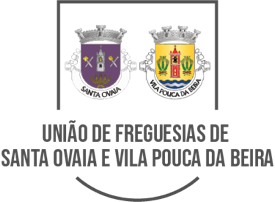 SANTA OVAIA
VILA POUCA DA BEIRA
UNIÃO DE FREGUESIAS DE
SANTA OVAIA E VILA POUCA DA BEIRA